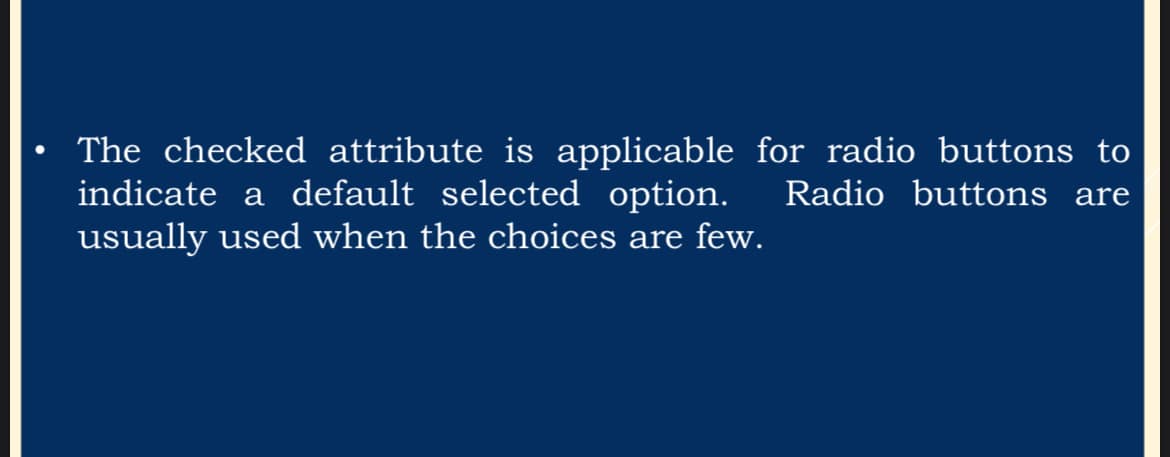 • The checked attribute is applicable for radio buttons to
indicate a default selected option. Radio buttons are
usually used when the choices are few.